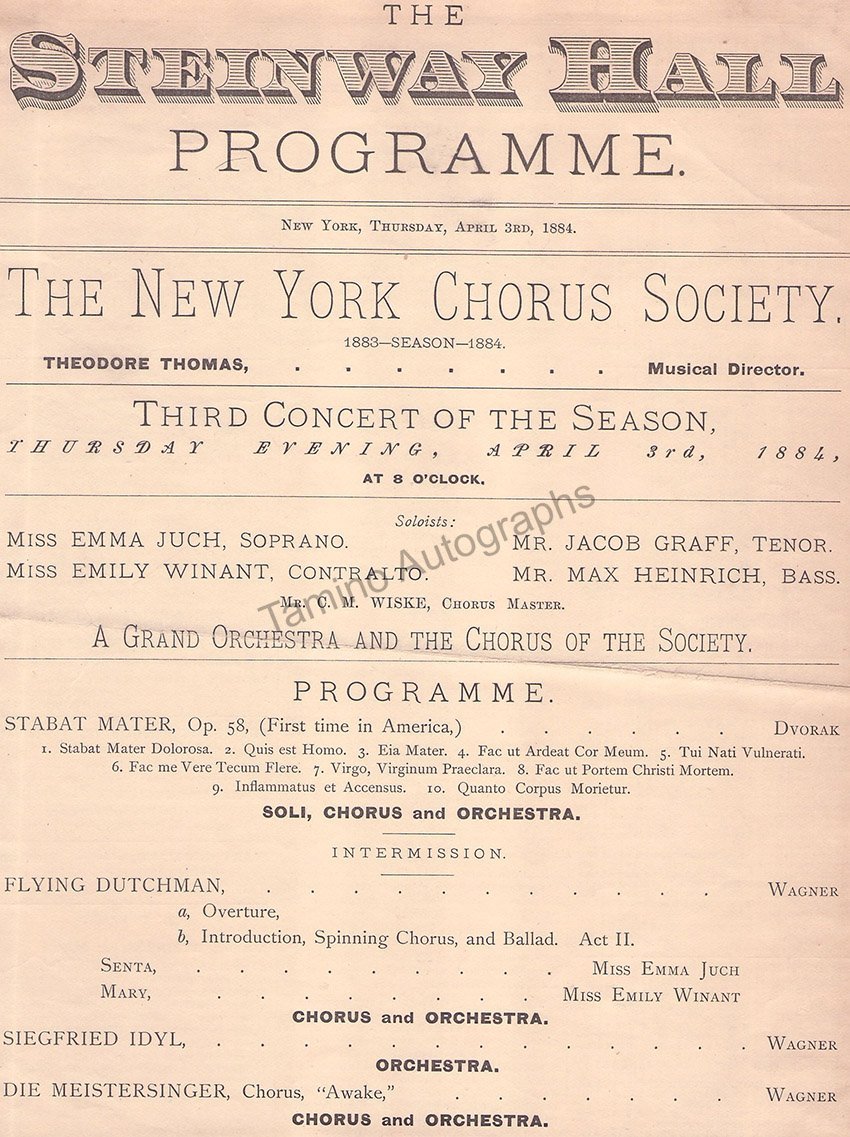 THE
STEINWAY HALL
PROGRAMME.
NEW YORK, THURSDAY, APRIL 3RD, 1884.
THE NEW YORK CHORUS SOCIETY.
1883—SEASON—1884.
THEODORE THOMAS, . . . . . . . Musical Director.
THIRD CONCERT OF THE SEASON,
THURSDAY EVENING, APRIL 3rd, 1884,
AT 8 O'CLOCK.
Soloists:
MISS EMMA JUCH, SOPRANO. MR. JACOB GRAFF, TENOR.
MISS EMILY WINANT, CONTRALTO. MR. MAX HEINRICH, BASS.
MR. C. M. WISKE, CHORUS MASTER.
Tamino Autographs
A GRAND ORCHESTRA AND THE CHORUS OF THE SOCIETY.
PROGRAMME.
STABAT MATER, Op. 58, (First time in America,) . . . . . . DVORAK
1. Stabat Mater Dolorosa. 2. Quis est Homo. 3. Eia Mater. 4. Fac ut Ardeat Cor Meum. 5. Tui Nati Vulnerati.
6. Fac me Vere Tecum Flere. 7. Virgo, Virginum Praeclara. 8. Fac ut Portem Christi Mortem.
9. Inflammatus et Accensus. 10. Quanto Corpus Morietur.
SOLI, CHORUS and ORCHESTRA.
INTERMISSION.
FLYING DUTCHMAN, . . . . . . . . . . . WAGNER
a, Overture,
b, Introduction, Spinning Chorus, and Ballad. Act II.
SENTA, . . . . . . . . . MISS EMMA JUCH
MARY, . . . . . . . . MISS EMILY WINANT
CHORUS and ORCHESTRA.
SIEGFRIED IDYL, . . . . . . . . . . . . . WAGNER
ORCHESTRA.
DIE MEISTERSINGER, Chorus, "Awake," . . . . . . . WAGNER
CHORUS and ORCHESTRA.